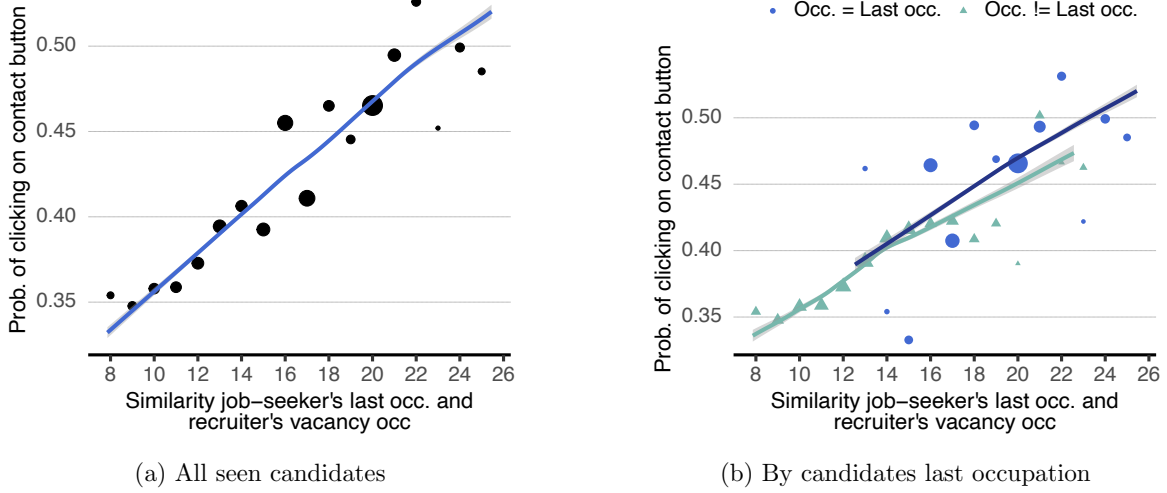 Prob. of clicking on contact button
0.50
0.45
0.40
0.35
8 10 12 14 16 18 20 22 24 26
Similarity job−seeker's last occ. and
recruiter's vacancy occ
(a) All seen candidates
Occ. = Last occ. Occ. != Last occ.
Prob. of clicking on contact button
0.50
0.45
0.40
0.35
8 10 12 14 16 18 20 22 24 26
Similarity job−seeker's last occ. and
recruiter's vacancy occ
(b) By candidates last occupation